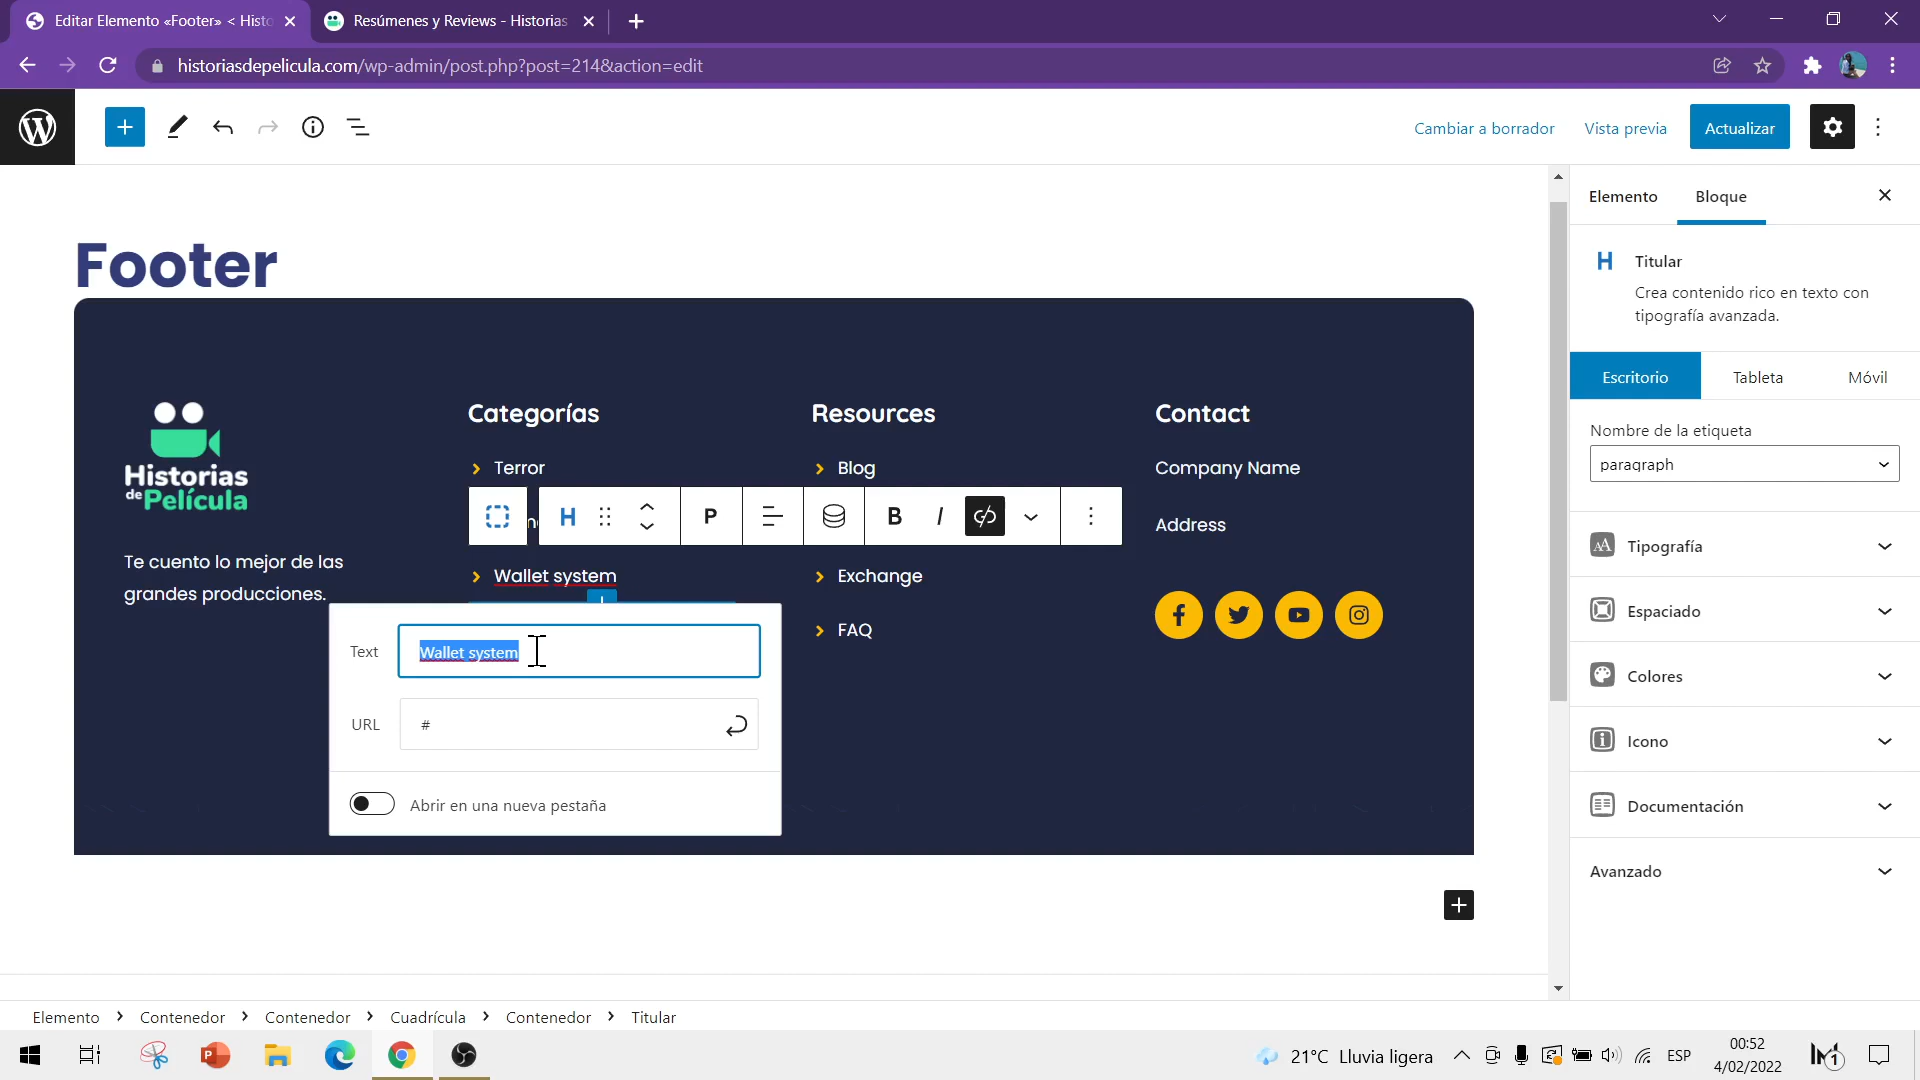 Editar Elemento «Footer» < Histo
Resúmenes y Reviews - Historias
historiasdepelicula.com/wp-admin/post.php?post=214&action=edit
Cambiar a borrador
Vista previa
Actualizar
Footer
Historias
de Película
Te cuento lo mejor de las
grandes producciones.
Categorías
Terror
Wallet system
Resources
Blog
Exchange
FAQ
Contact
Company Name
Address
H
P
B
I
Text
Wallet system
URL
#
Abrir en una nueva pestaña
Elemento
Bloque
H
Titular
Crea contenido rico en texto con
tipografía avanzada.
Escritorio
Tableta
Móvil
Nombre de la etiqueta
paragraph
Tipografía
Espaciado
Colores
Icono
Documentación
Avanzado
Elemento
Contenedor
Contenedor
Cuadrícula
Contenedor
Titular
21°C Lluvia ligera
ESP
00:52
4/02/2022
1